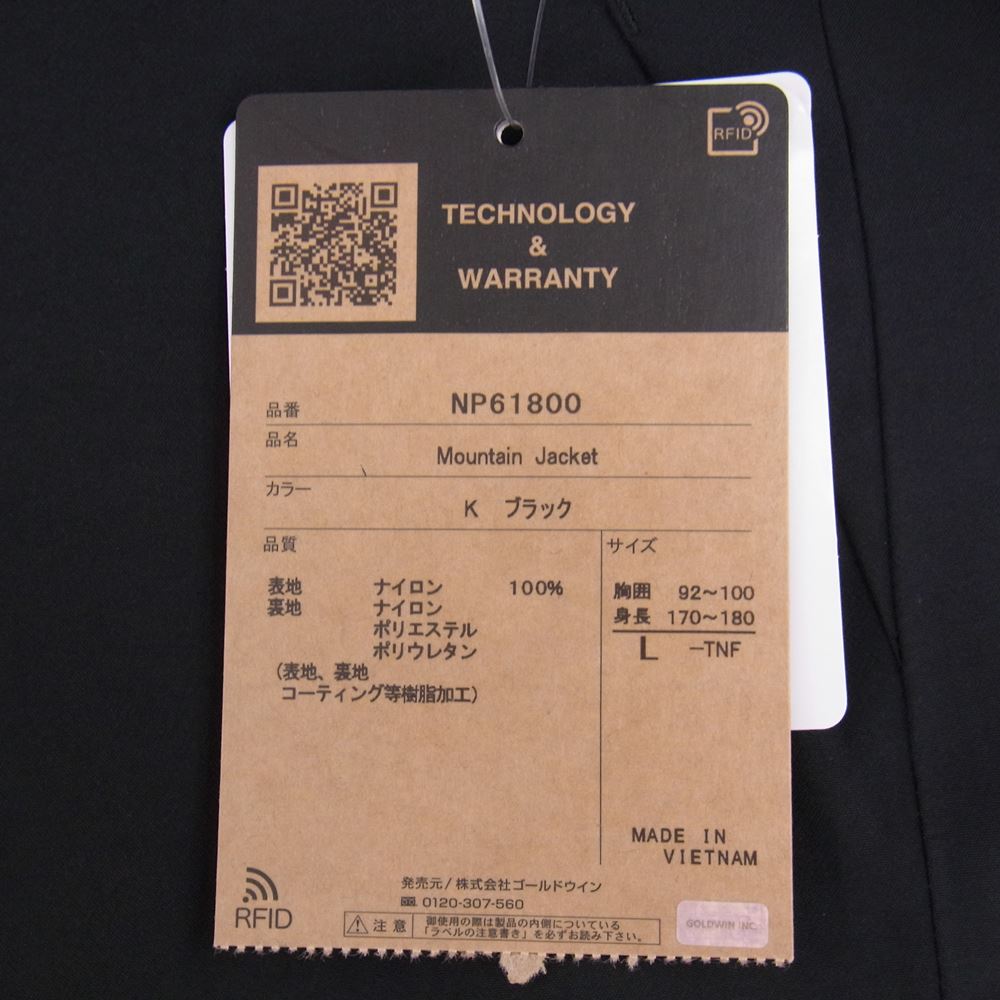 RFID
TECHNOLOGY
&
WARRANTY
品番 NP61800
品名 Mountain Jacket
カラー K ブラック
品質
表地 ナイロン 100%
裏地 ナイロン
ポリエステル
ポリウレタン
(表地、裏地
コーティング等樹脂加工)
サイズ
胸囲 92～100
身長 170～180
L －TNF
MADE IN
VIETNAM
RFID
発売元/株式会社ゴールドウイン
0120-307-560
注意
御使用の際は製品の内側についている
「ラベルの注意書き」を必ずお読み下さい。
GOLDWIN INC.